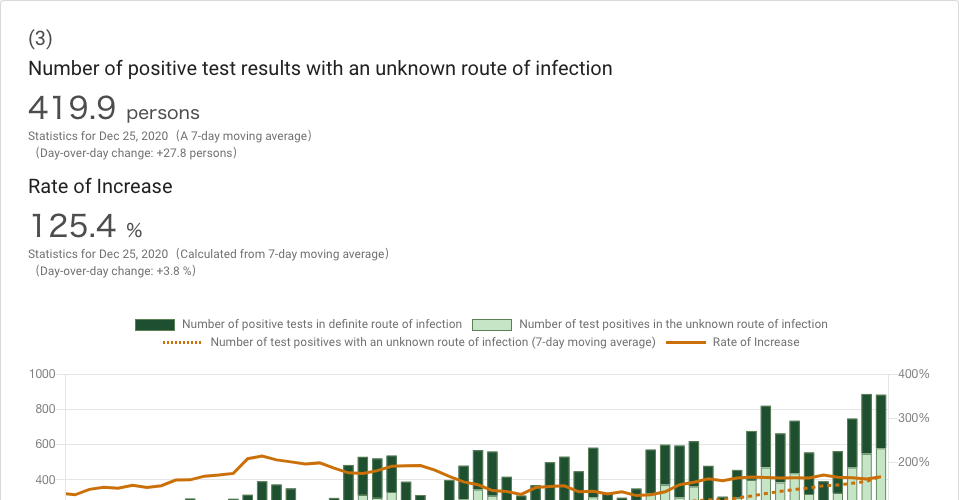 (3)
Number of positive test results with an unknown route of infection
419.9 persons
Statistics for Dec 25, 2020（A 7-day moving average）
（Day-over-day change: +27.8 persons）
Rate of Increase
125.4 %
Statistics for Dec 25, 2020（Calculated from 7-day moving average）
（Day-over-day change: +3.8 %）
Number of positive tests in definite route of infection Number of test positives in the unknown route of infection
Number of test positives with an unknown route of infection (7-day moving average) Rate of Increase
1000 400%
800 300%
600
400 200%